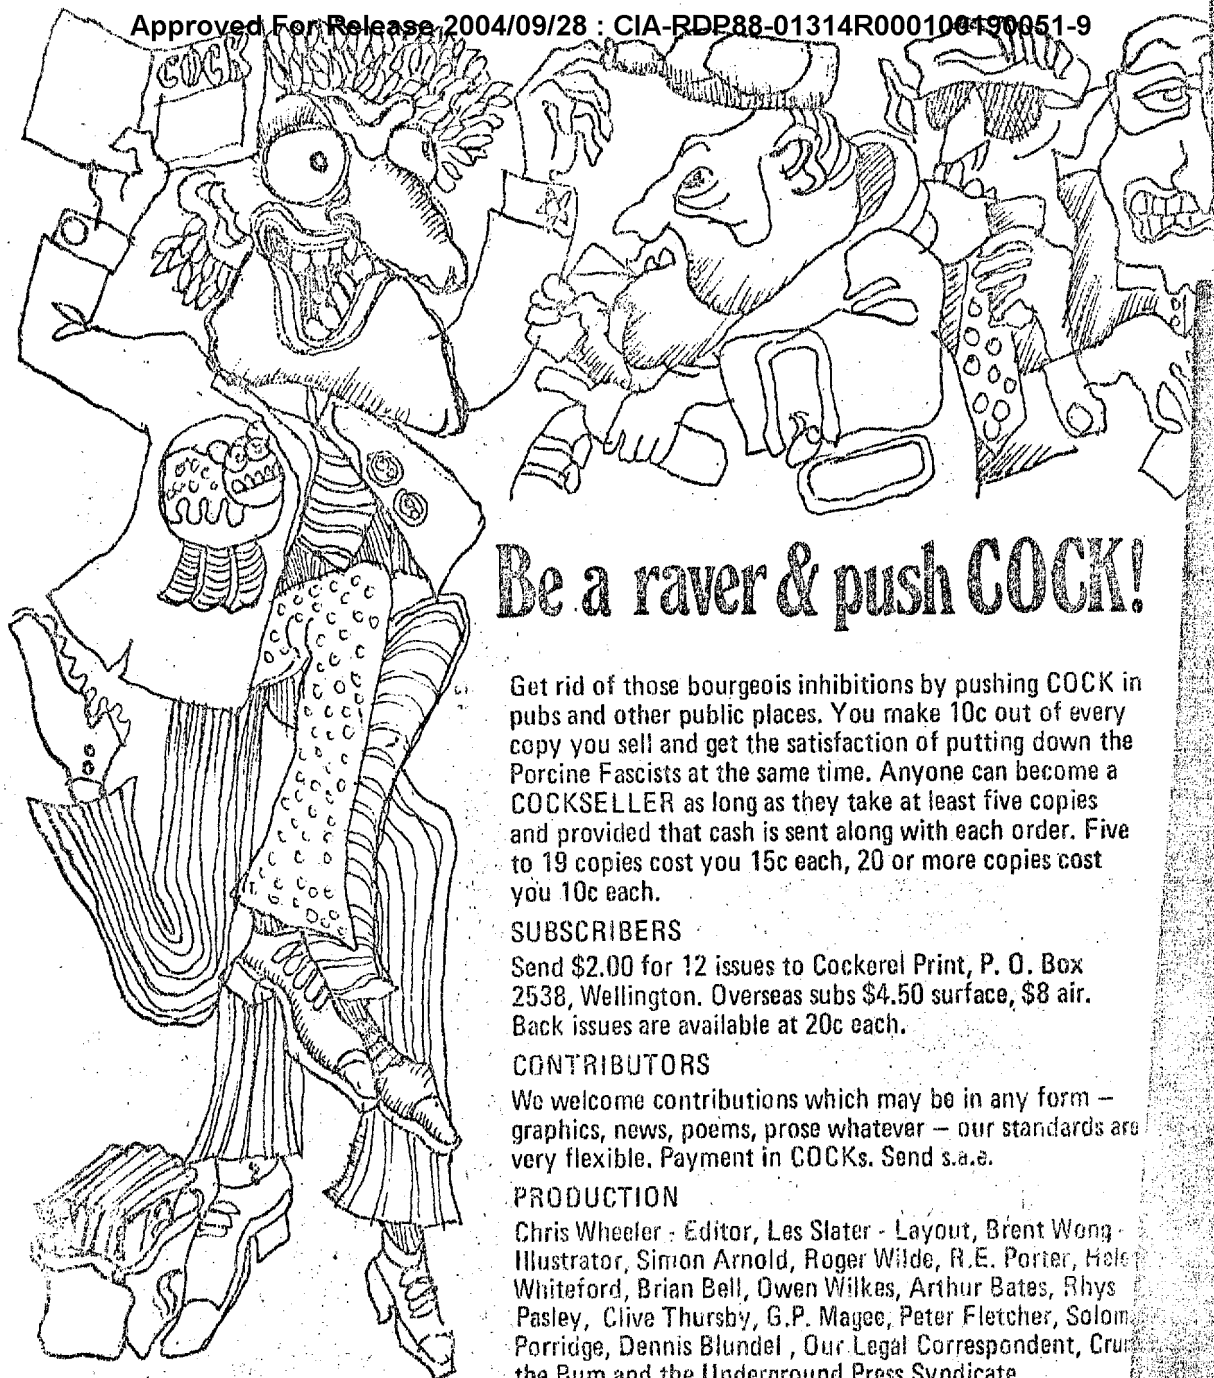 Approved For Release 2004/09/28 : CIA-RDP88-01314R000100190051-9
COCK
Be a raver & push COCK!
Get rid of those bourgeois inhibitions by pushing COCK in
pubs and other public places. You make 10c out of every
copy you sell and get the satisfaction of putting down the
Porcine Fascists at the same time. Anyone can become a
COCKSELLER as long as they take at least five copies
and provided that cash is sent along with each order. Five
to 19 copies cost you 15c each, 20 or more copies cost
you 10c each.
SUBSCRIBERS
Send $2.00 for 12 issues to Cockerel Print, P. O. Box
2538, Wellington. Overseas subs $4.50 surface, $8 air.
Back issues are available at 20c each.
CONTRIBUTORS
We welcome contributions which may be in any form —
graphics, news, poems, prose whatever — our standards are
very flexible. Payment in COCKs. Send s.a.e.
PRODUCTION
Chris Wheeler - Editor, Les Slater - Layout, Brent Wong -
Illustrator, Simon Arnold, Roger Wilde, R.E. Porter,
Whiteford, Brian Bell, Owen Wilkes, Arthur Bates, Rhys
Pasley, Clive Thursby, G.P. Magee, Peter Fletcher,
Porridge, Dennis Blundel , Our Legal Correspondent,
the Bum and the Underground Press Syndicate